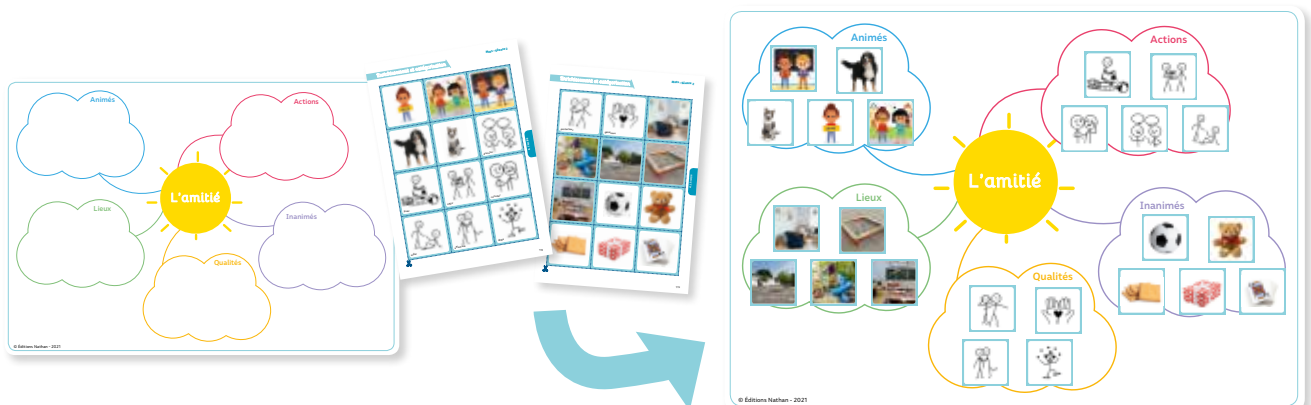 Animés
Actions
L'amitié
Lieux
Inanimés
Qualités
© Éditions Nathan - 2021
Animés
Actions
L'amitié
Lieux
Inanimés
Qualités
© Éditions Nathan - 2021